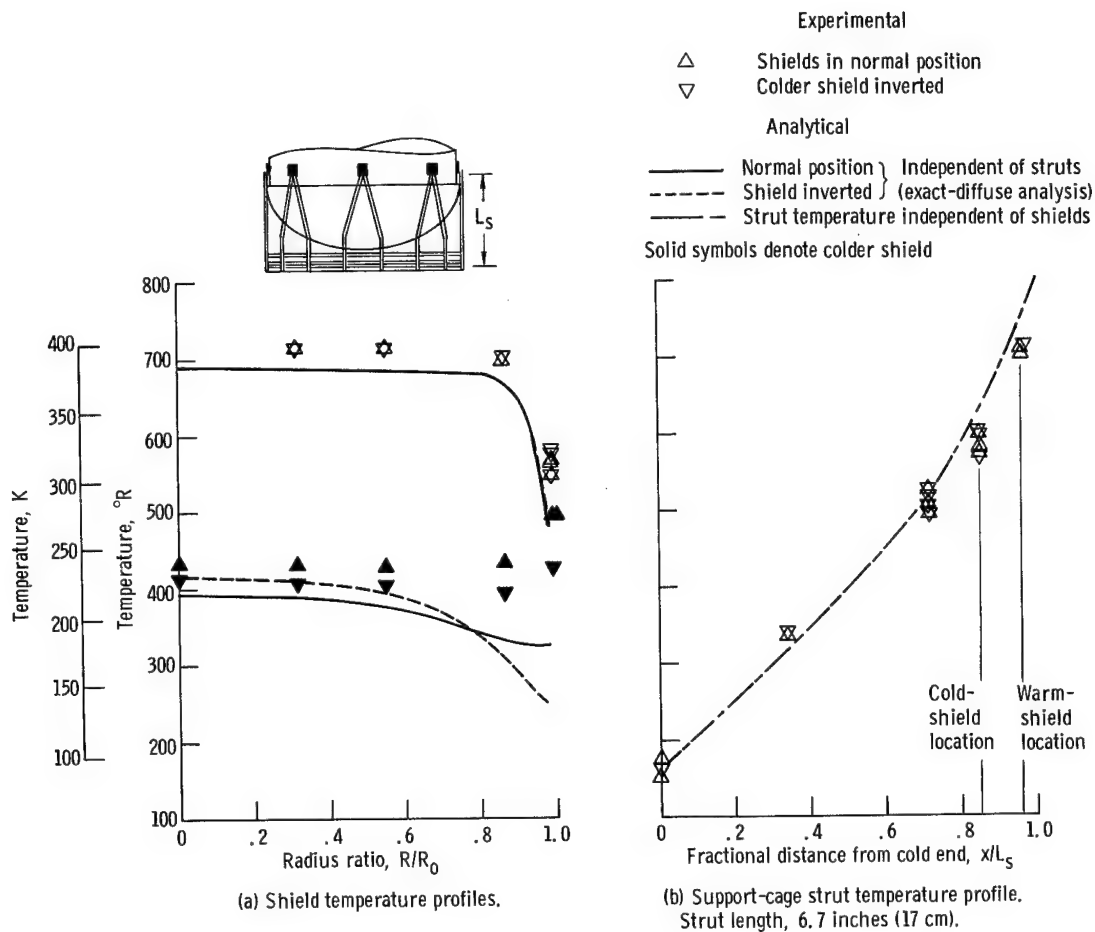 Experimental
△ Shields in normal position
▽ Colder shield inverted
Analytical
Normal position } Independent of struts
Shield inverted } (exact-diffuse analysis)
Strut temperature independent of shields
Solid symbols denote colder shield
L_S
Temperature, K
400
350
300
250
200
150
100
Temperature, °R
800
700
600
500
400
300
200
100
0 .2 .4 .6 .8 1.0
Radius ratio, R/R_0
(a) Shield temperature profiles.
Cold-
shield
location
Warm-
shield
location
0 .2 .4 .6 .8 1.0
Fractional distance from cold end, x/L_S
(b) Support-cage strut temperature profile.
Strut length, 6.7 inches (17 cm).